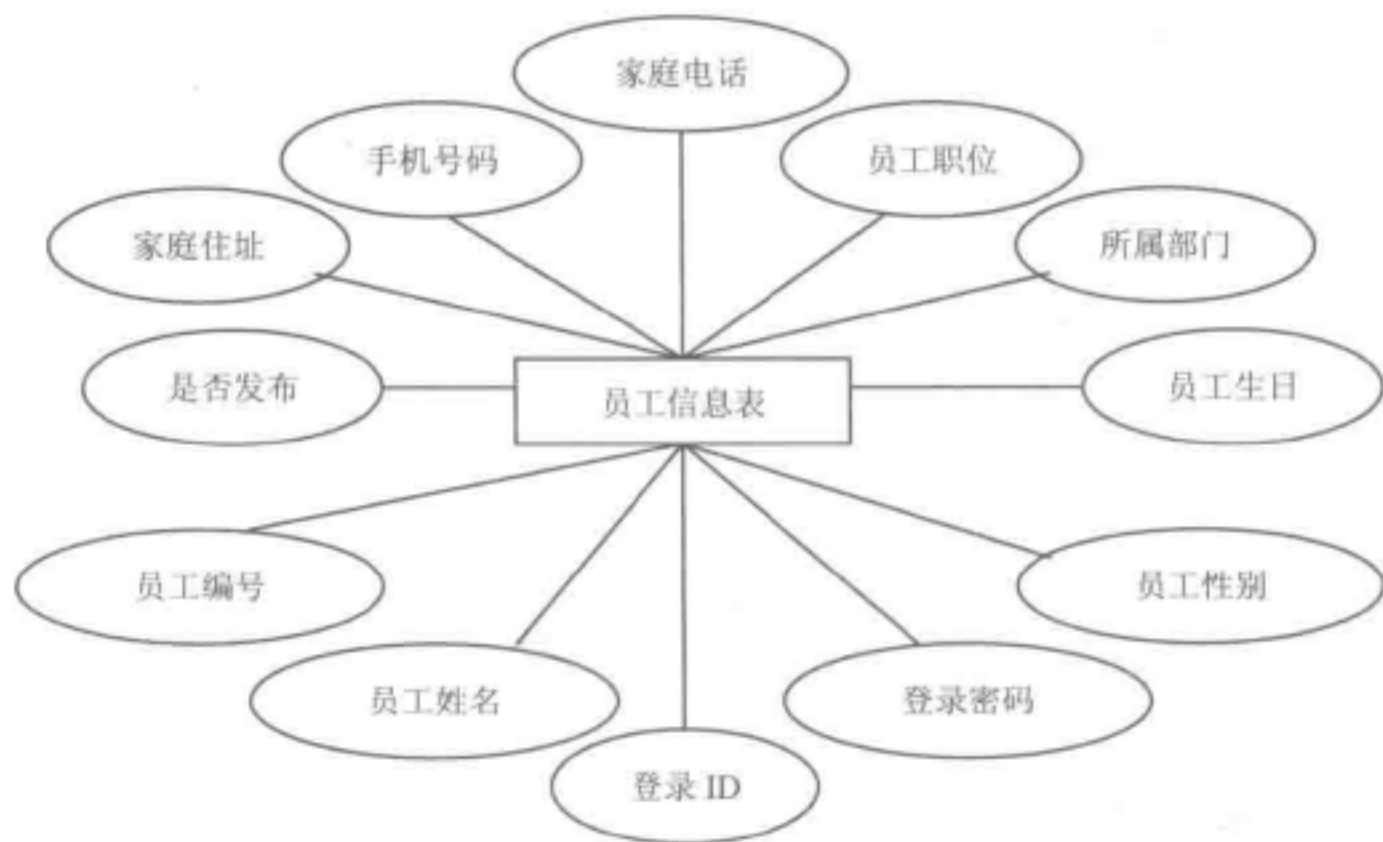 家庭电话
手机号码
员工职位
家庭住址
所属部门
是否发布
员工信息表
员工生日
员工编号
员工性别
员工姓名
登录密码
登录 ID